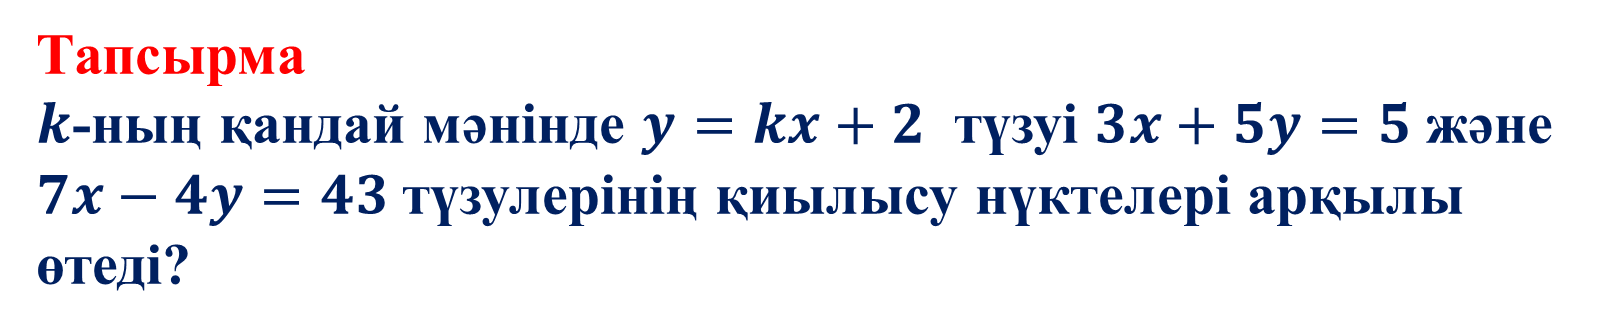 Тапсырма
k-ның қандай мәнінде y = kx + 2 түзуі 3x + 5y = 5 және
7x − 4y = 43 түзулерінің қиылысу нүктелері арқылы
өтеді?